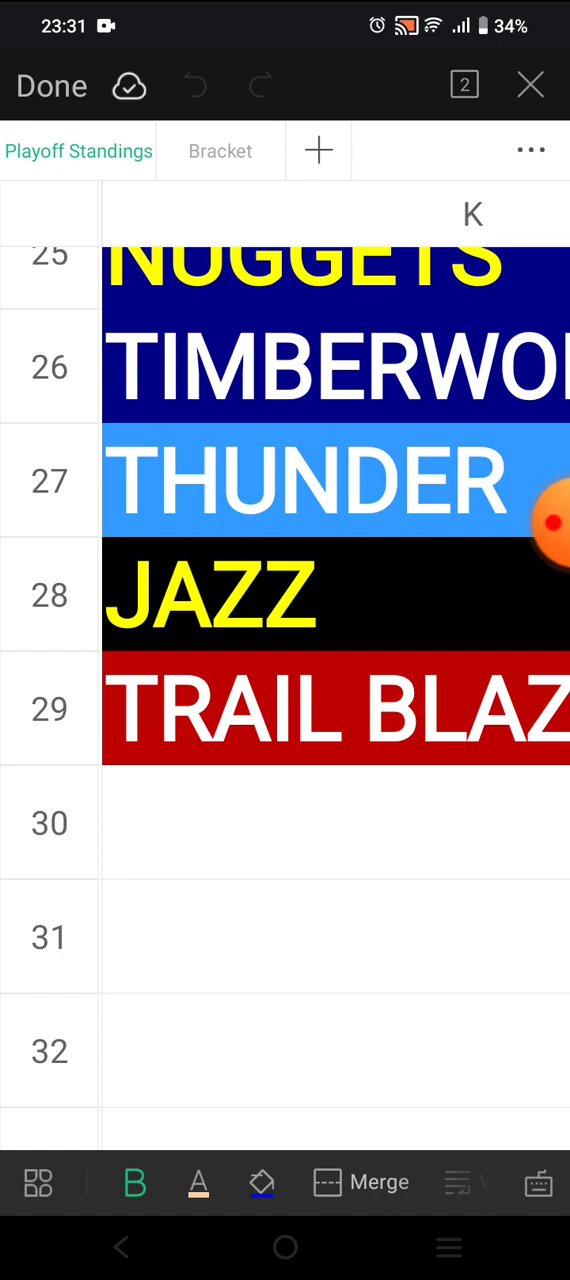 23:31 34%
Done 2
Playoff Standings Bracket
K
25 NUGGETS
26 TIMBERWO
27 THUNDER
28 JAZZ
29 TRAIL BLAZ
30
31
32
B A Merge